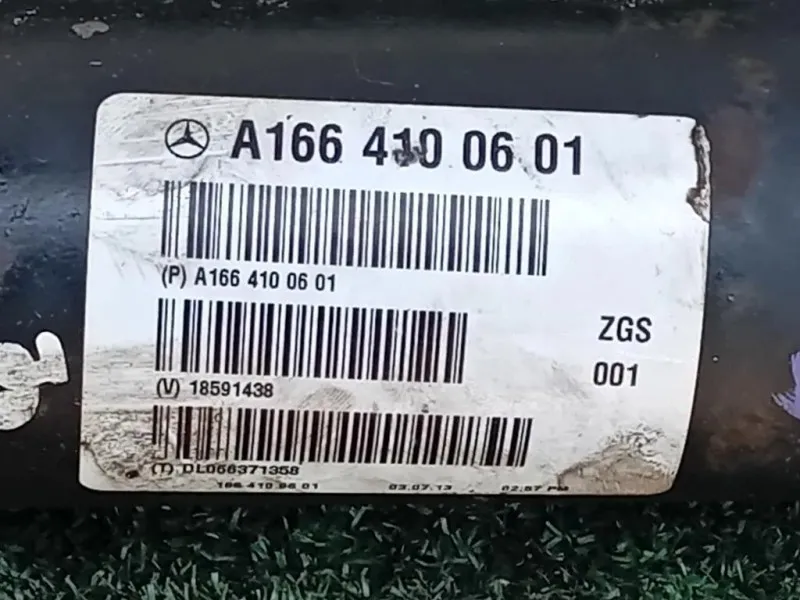 A166 410 06 01
(P) A166 410 06 01
ZGS
001
(V) 18591438
(T) DL066371358
166 410 06 01 03.07.13 02:57 PM